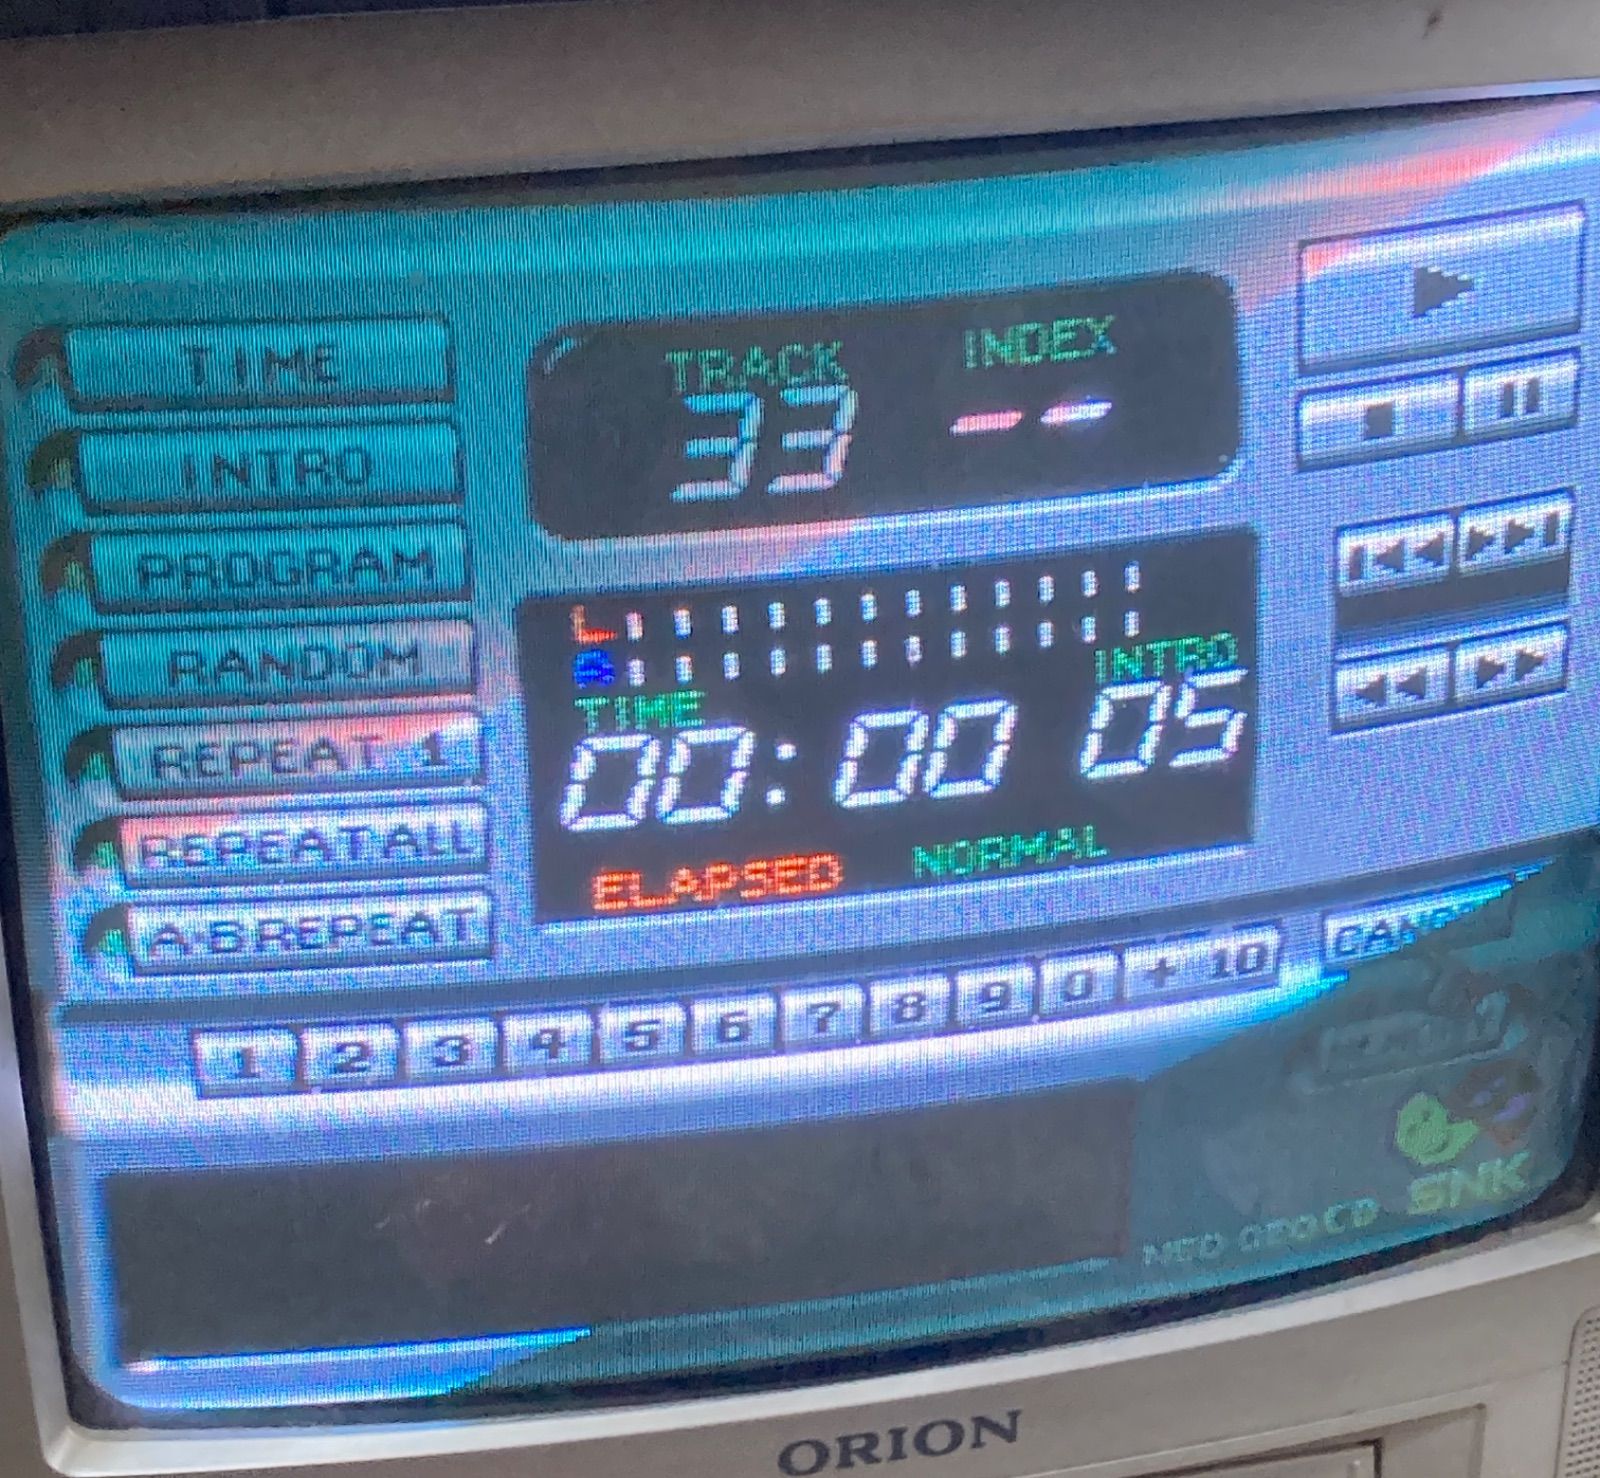 TIME
INTRO
PROGRAM
RANDOM
REPEAT 1
REPEAT ALL
A-B REPEAT
TRACK INDEX
33 --
L
TIME INTRO
00:00 05
ELAPSED NORMAL
1 2 3 4 5 6 7 8 9 0 + 10
SNK
NEO GEO CD
ORION